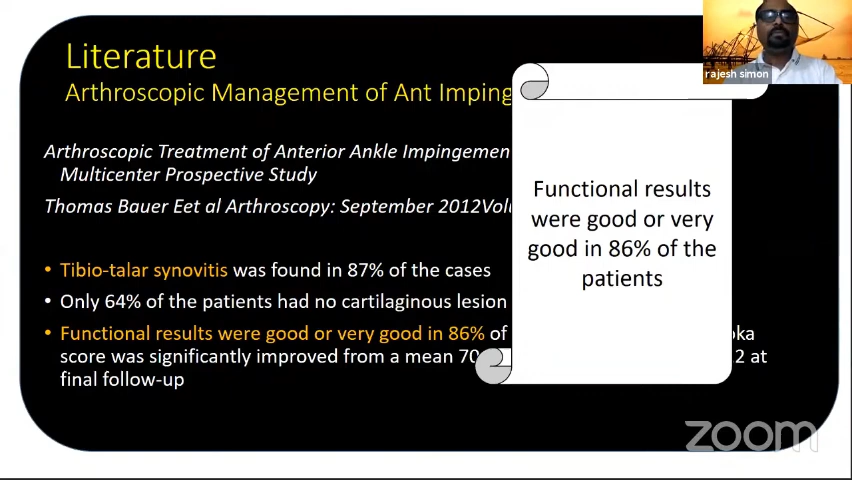 Literature
Arthroscopic Management of Ant Imping
Arthroscopic Treatment of Anterior Ankle Impingemen
Multicenter Prospective Study
Thomas Bauer Eet al Arthroscopy: September 2012Vol
• Tibio-talar synovitis was found in 87% of the cases
• Only 64% of the patients had no cartilaginous lesion
• Functional results were good or very good in 86% of oka
score was significantly improved from a mean 70 2 at
final follow-up
Functional results
were good or very
good in 86% of the
patients
rajesh simon
zoom